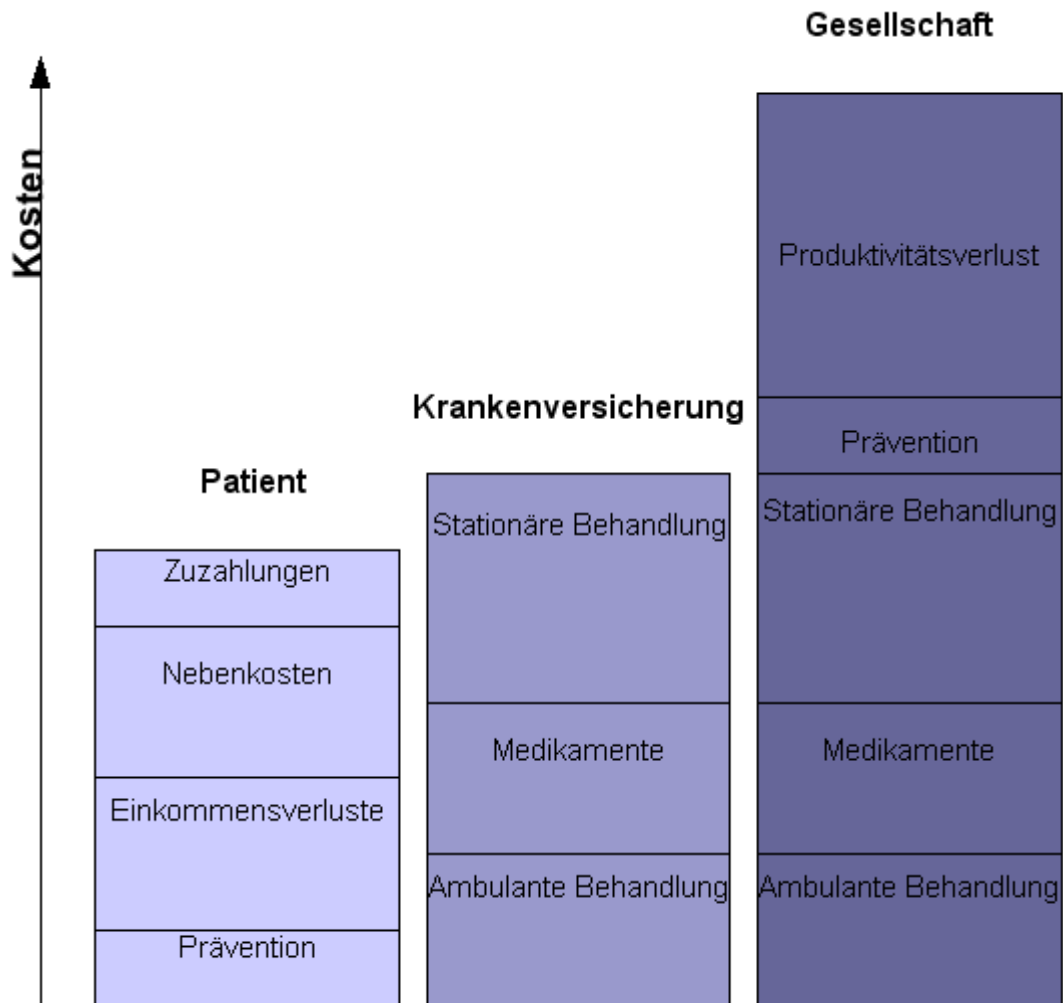 Gesellschaft
Kosten
Produktivitätsverlust
Krankenversicherung
Prävention
Patient
Stationäre Behandlung
Stationäre Behandlung
Zuzahlungen
Nebenkosten
Medikamente
Medikamente
Einkommensverluste
Ambulante Behandlung
Ambulante Behandlung
Prävention